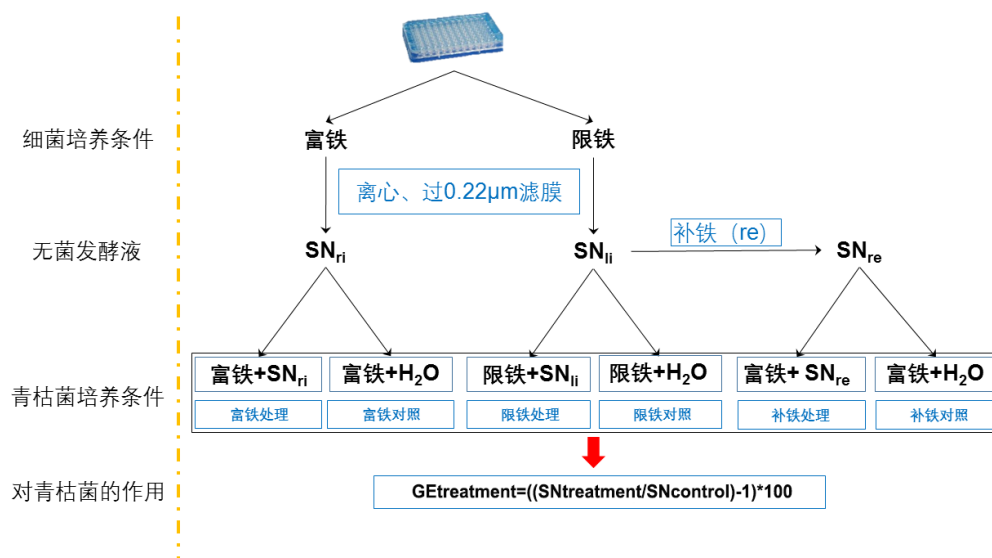 细菌培养条件
富铁
限铁
离心、过0.22μm滤膜
无菌发酵液
SNri
SNli
补铁（re）
SNre
青枯菌培养条件
富铁+SNri
富铁+H2O
限铁+SNli
限铁+H2O
富铁+ SNre
富铁+H2O
富铁处理
富铁对照
限铁处理
限铁对照
补铁处理
补铁对照
对青枯菌的作用
GEtreatment=((SNtreatment/SNcontrol)-1)*100